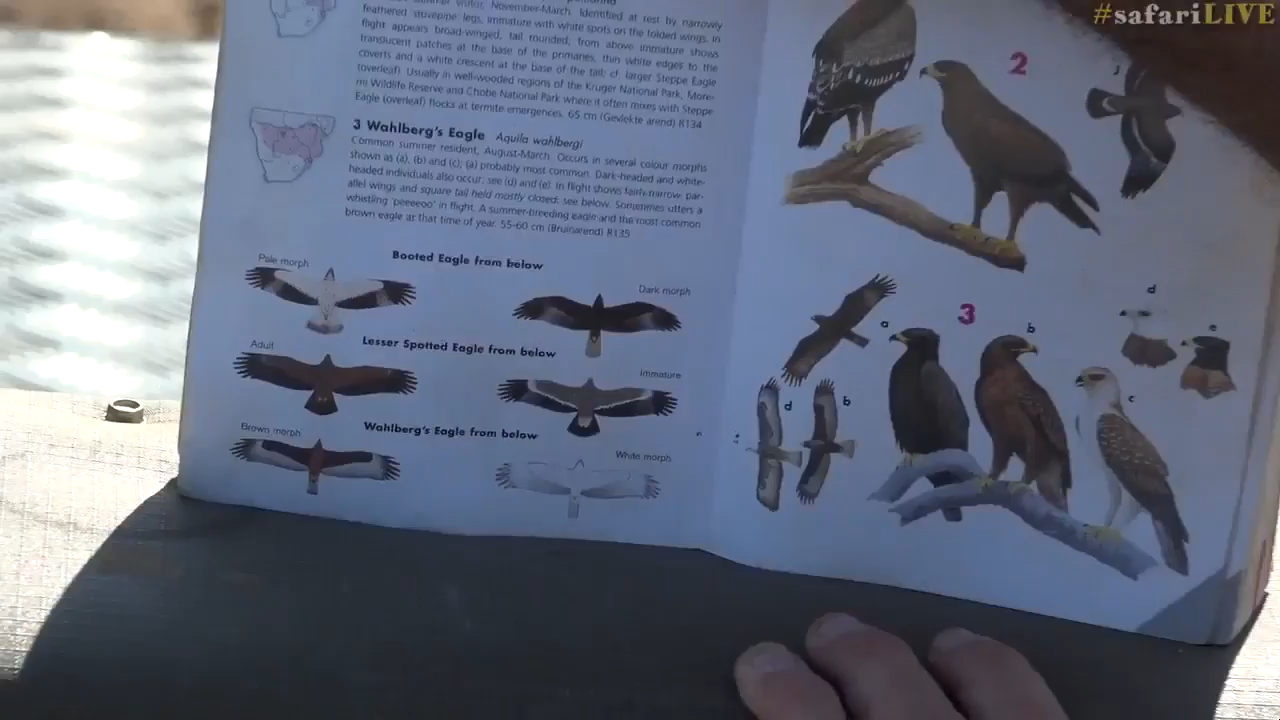 #safariLIVE
summer visitor, November-March. Identified at rest by narrowly
feathered stovepipe legs, immature with white spots on the folded wings. In
flight appears broad-winged, tail rounded; from above immature shows
translucent patches at the base of the primaries, thin white edges to the
coverts and a white crescent at the base of the tail; cf. larger Steppe Eagle
(overleaf). Usually in well-wooded regions of the Kruger National Park, More-
mi Wildlife Reserve and Chobe National Park where it often mixes with Steppe
Eagle (overleaf) flocks at termite emergences. 65 cm (Gevlekte arend) R134
3 Wahlberg's Eagle Aquila wahlbergi
Common summer resident, August-March. Occurs in several colour morphs
shown as (a), (b) and (c); (a) probably most common. Dark-headed and white-
headed individuals also occur; see (d) and (e). In flight shows fairly narrow, par-
allel wings and square tail held mostly closed; see below. Sometimes utters a
whistling 'peeeeoo' in flight. A summer-breeding eagle and the most common
brown eagle at that time of year. 55-60 cm (Bruinarend) R135
Booted Eagle from below
Pale morph
Dark morph
Lesser Spotted Eagle from below
Adult
Immature
Wahlberg's Eagle from below
Brown morph
White morph
2
J
3
a
b
c
d
e
d
b